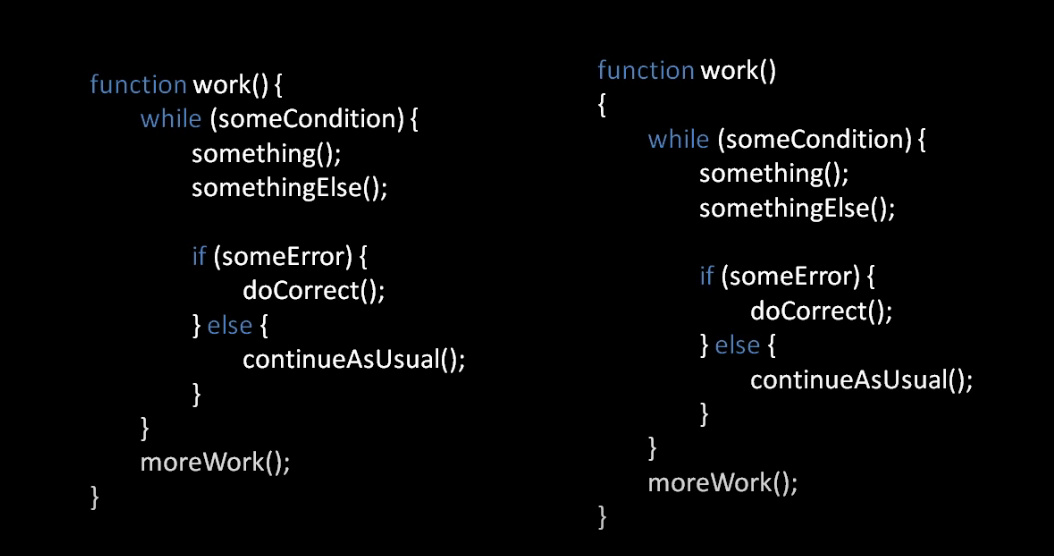 function work() {
while (someCondition) {
something();
somethingElse();
if (someError) {
doCorrect();
} else {
continueAsUsual();
}
}
moreWork();
}
function work()
{
while (someCondition) {
something();
somethingElse();
if (someError) {
doCorrect();
} else {
continueAsUsual();
}
}
moreWork();
}